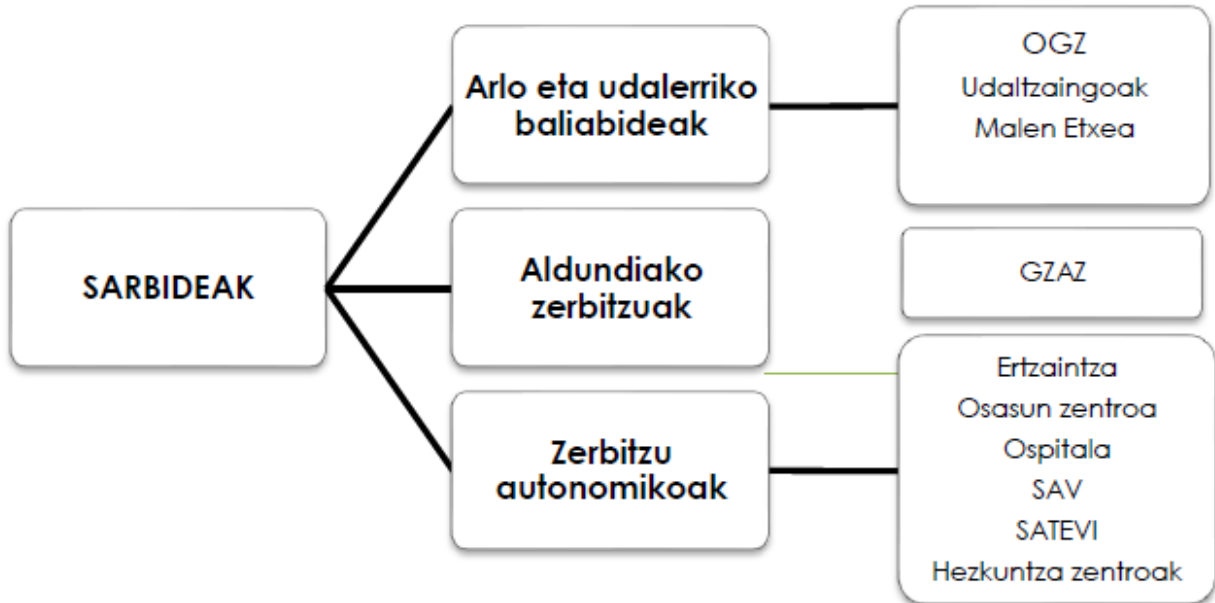 SARBIDEAK
Arlo eta udalerriko
baliabideak
OGZ
Udaltzaingoak
Malen Etxea
Aldundiako
zerbitzuak
GZAZ
Zerbitzu
autonomikoak
Ertzaintza
Osasun zentroa
Ospitala
SAV
SATEVI
Hezkuntza zentroak